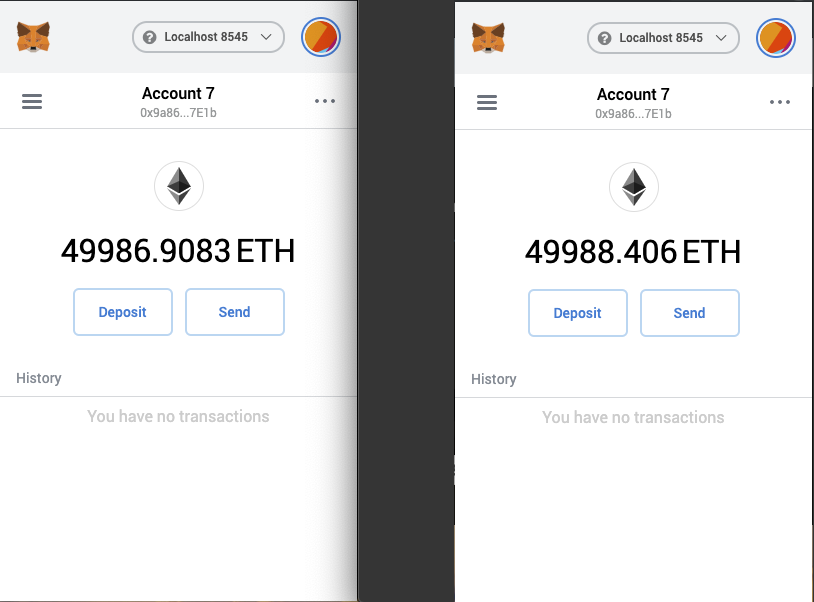 Localhost 8545
Account 7
0x9a86...7E1b
49986.9083 ETH
Deposit Send
History
You have no transactions
Localhost 8545
Account 7
0x9a86...7E1b
49988.406 ETH
Deposit Send
History
You have no transactions